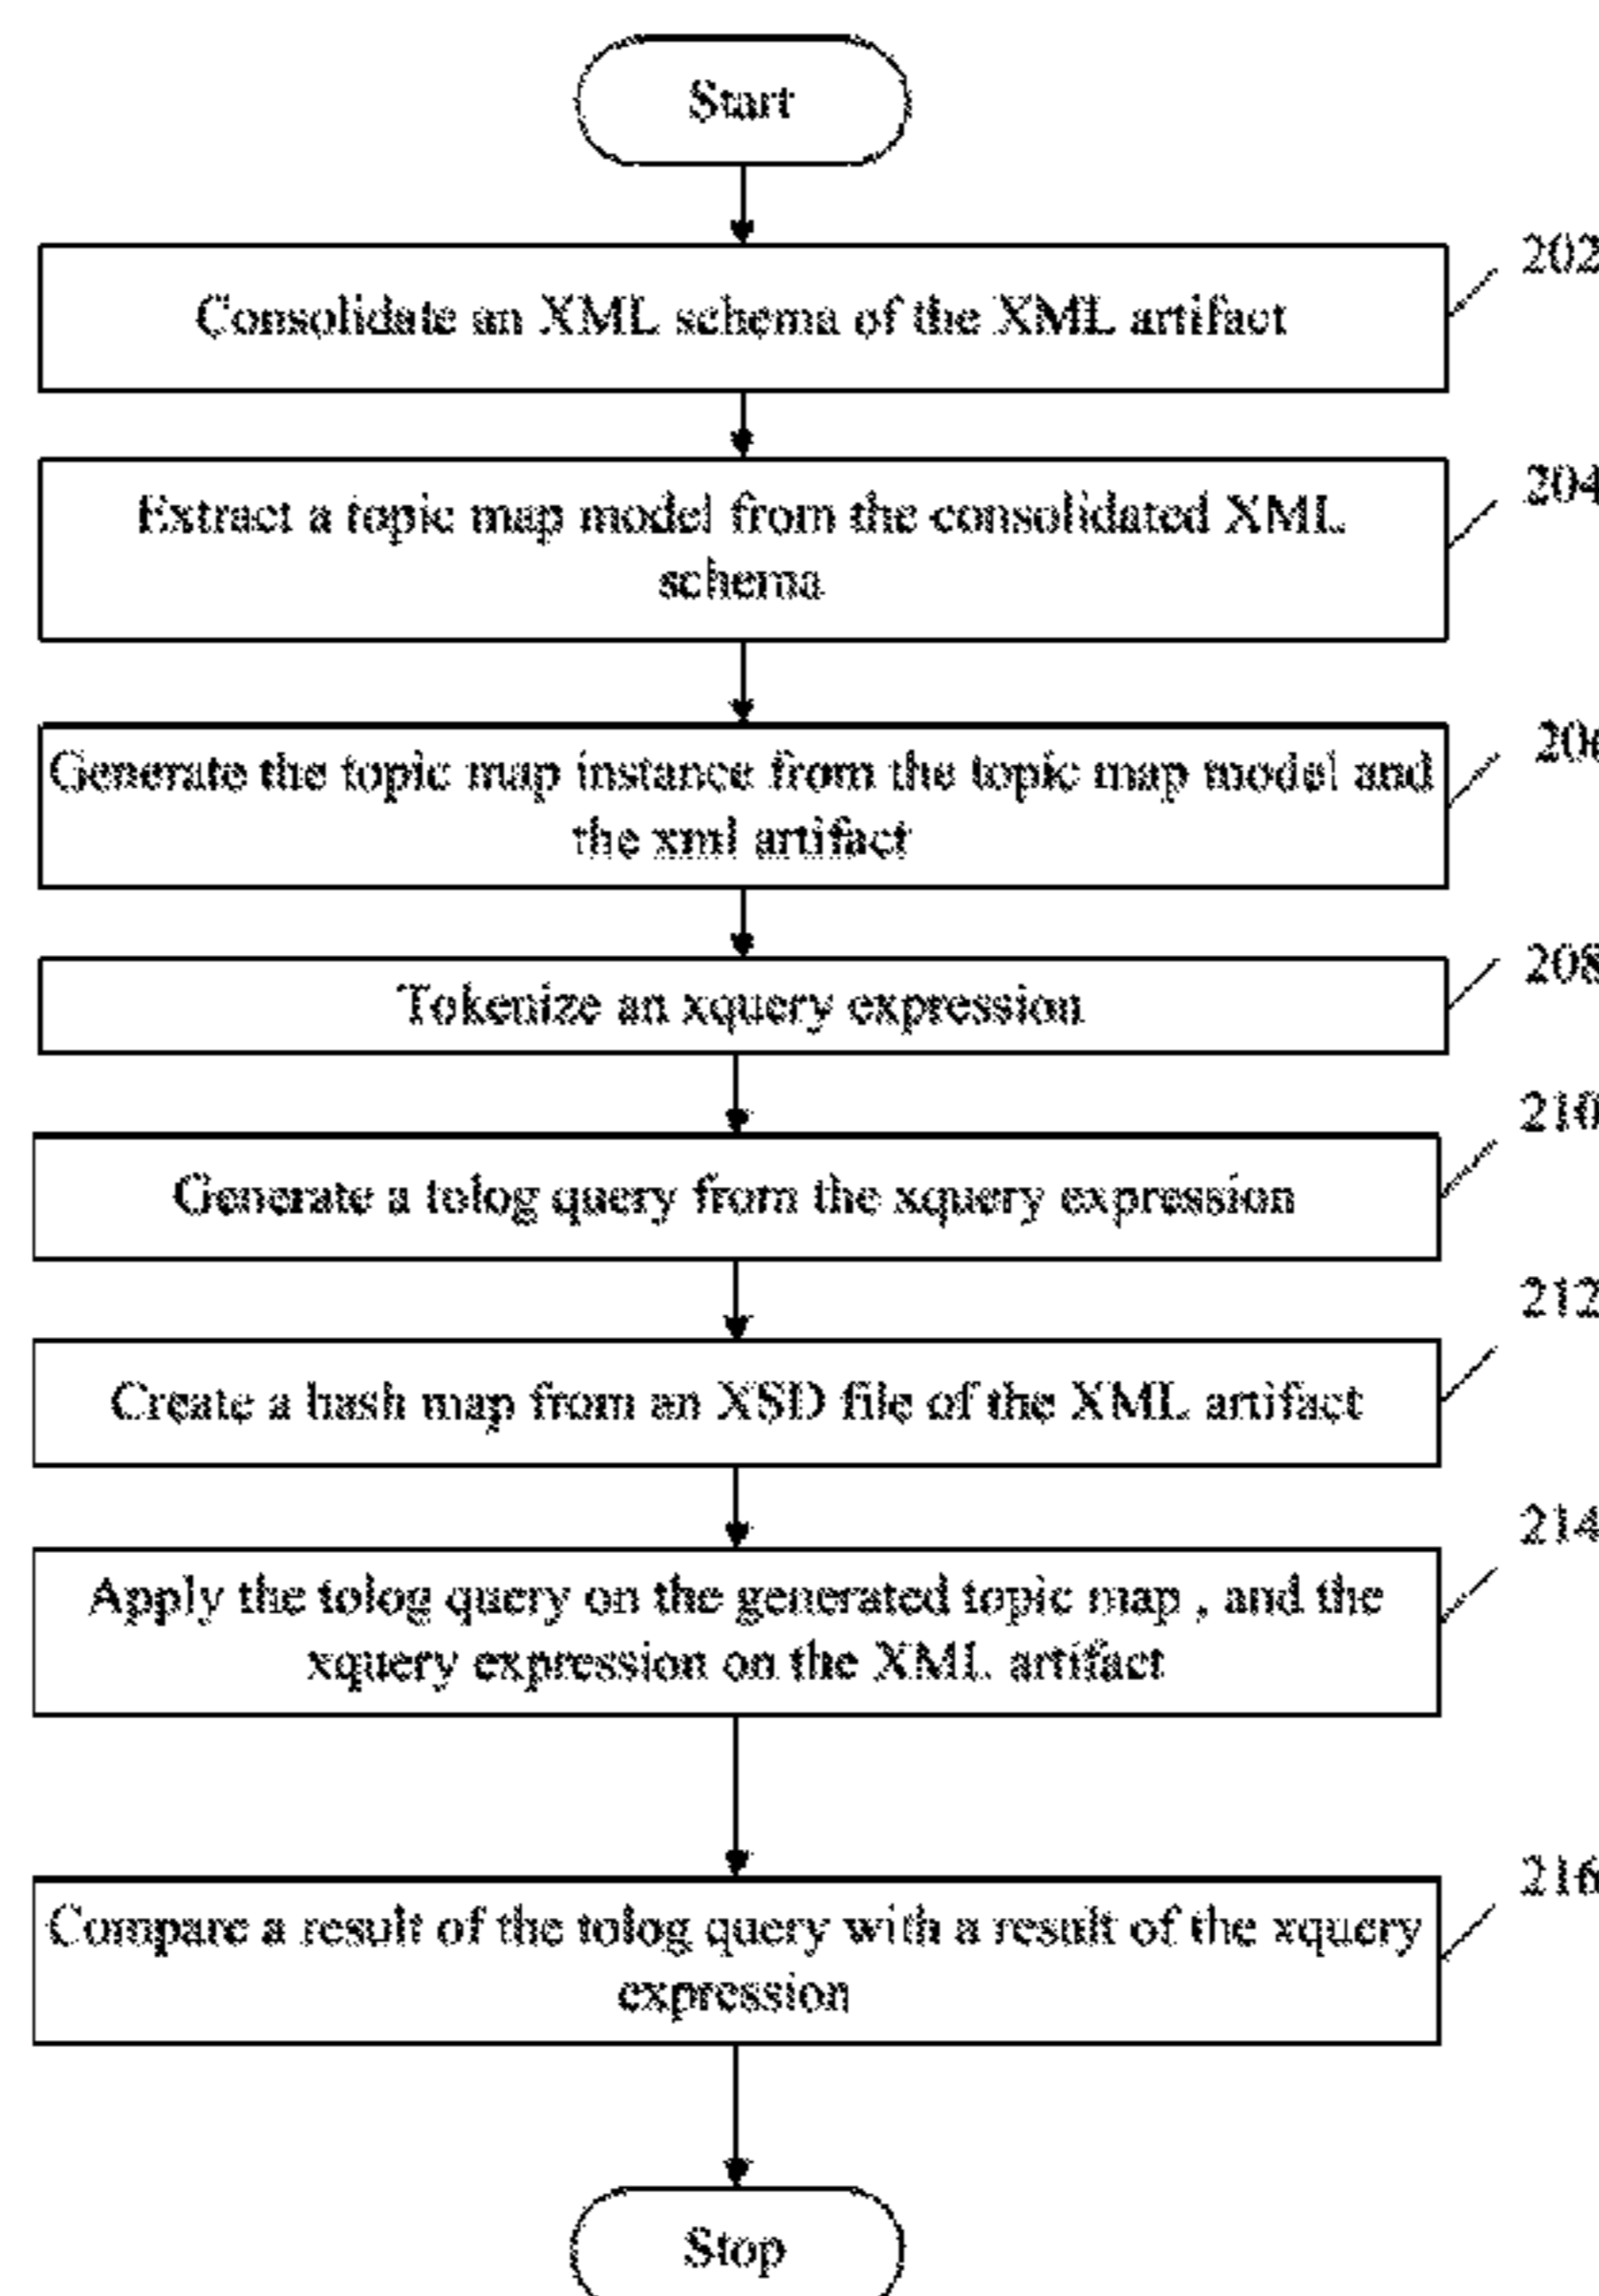 Start
Consolidate an XML schema of the XML artifact
202
Extract a topic map model from the consolidated XML
schema
204
Generate the topic map instance from the topic map model and
the xml artifact
206
Tokenize an xquery expression
208
Generate a tolog query from the xquery expression
210
Create a hash map from an XSD file of the XML artifact
212
Apply the tolog query on the generated topic map , and the
xquery expression on the XML artifact
214
Compare a result of the tolog query with a result of the xquery
expression
216
Stop